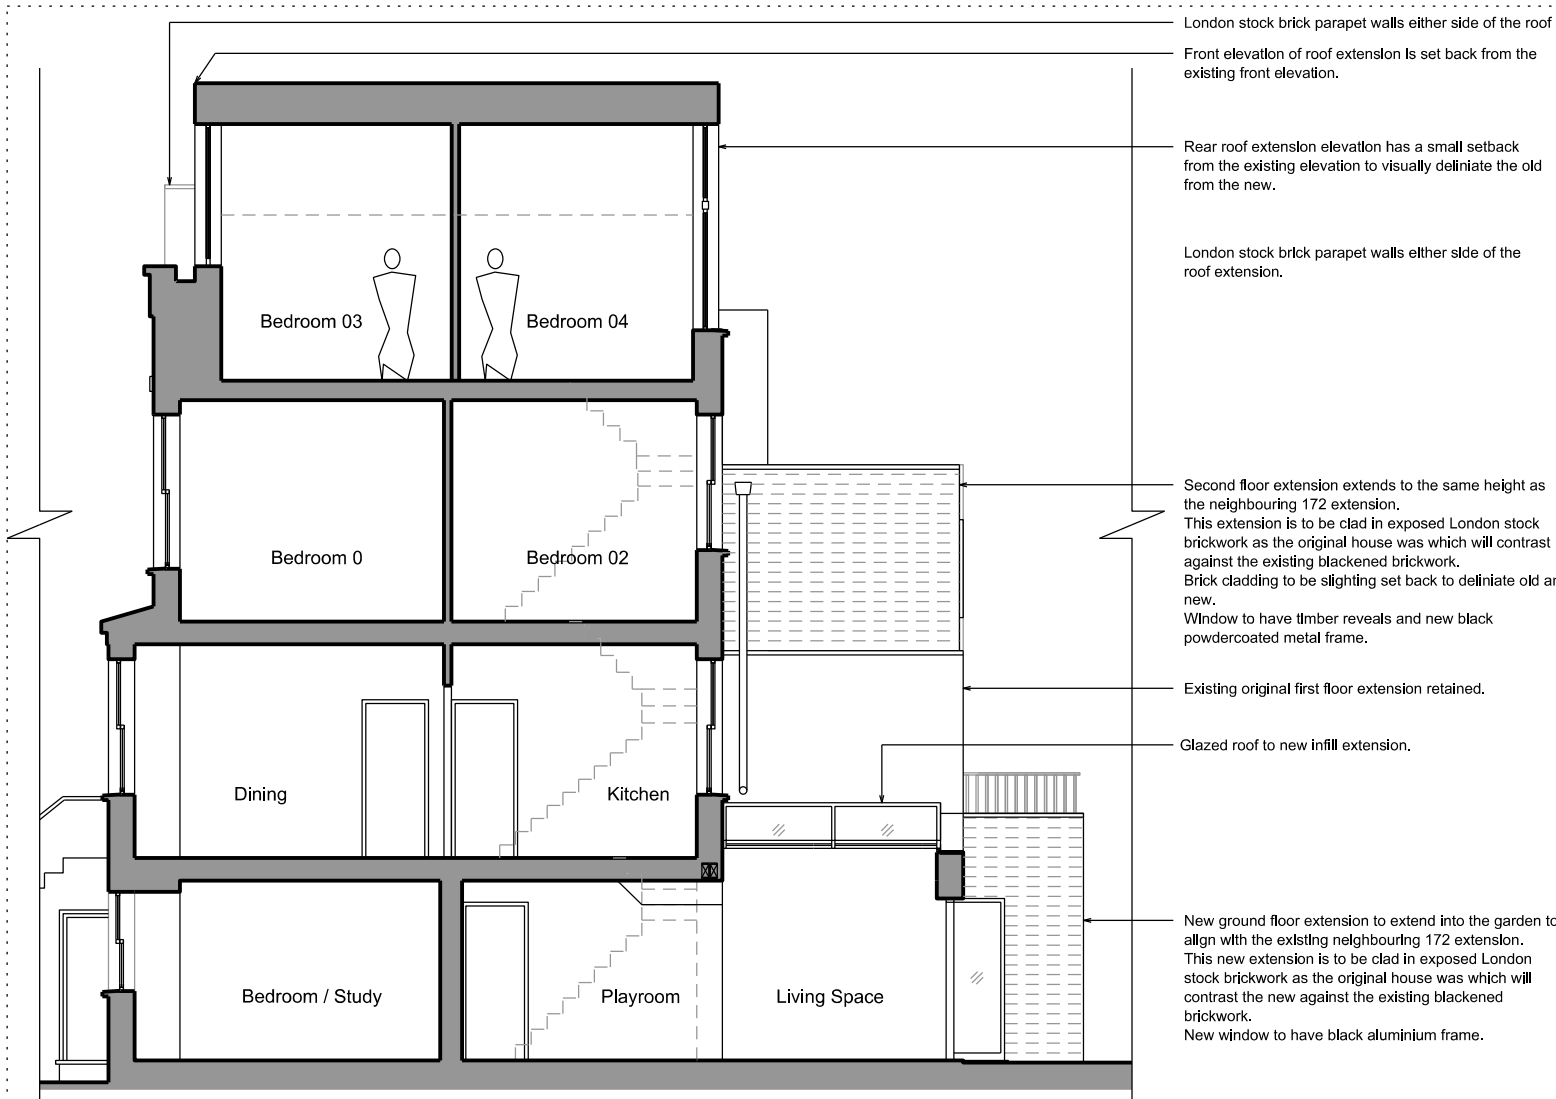 London stock brick parapet walls either side of the roof
Front elevation of roof extension is set back from the
existing front elevation.
Rear roof extension elevation has a small setback
from the existing elevation to visually deliniate the old
from the new.
London stock brick parapet walls either side of the
roof extension.
Bedroom 03
Bedroom 04
Second floor extension extends to the same height as
the neighbouring 172 extension.
This extension is to be clad in exposed London stock
brickwork as the original house was which will contrast
against the existing blackened brickwork.
Brick cladding to be slighting set back to deliniate old an
new.
Window to have timber reveals and new black
powdercoated metal frame.
Bedroom 0
Bedroom 02
Existing original first floor extension retained.
Glazed roof to new infill extension.
Dining
Kitchen
New ground floor extension to extend into the garden to
align with the existing neighbouring 172 extension.
This new extension is to be clad in exposed London
stock brickwork as the original house was which will
contrast the new against the existing blackened
brickwork.
New window to have black aluminium frame.
Bedroom / Study
Playroom
Living Space